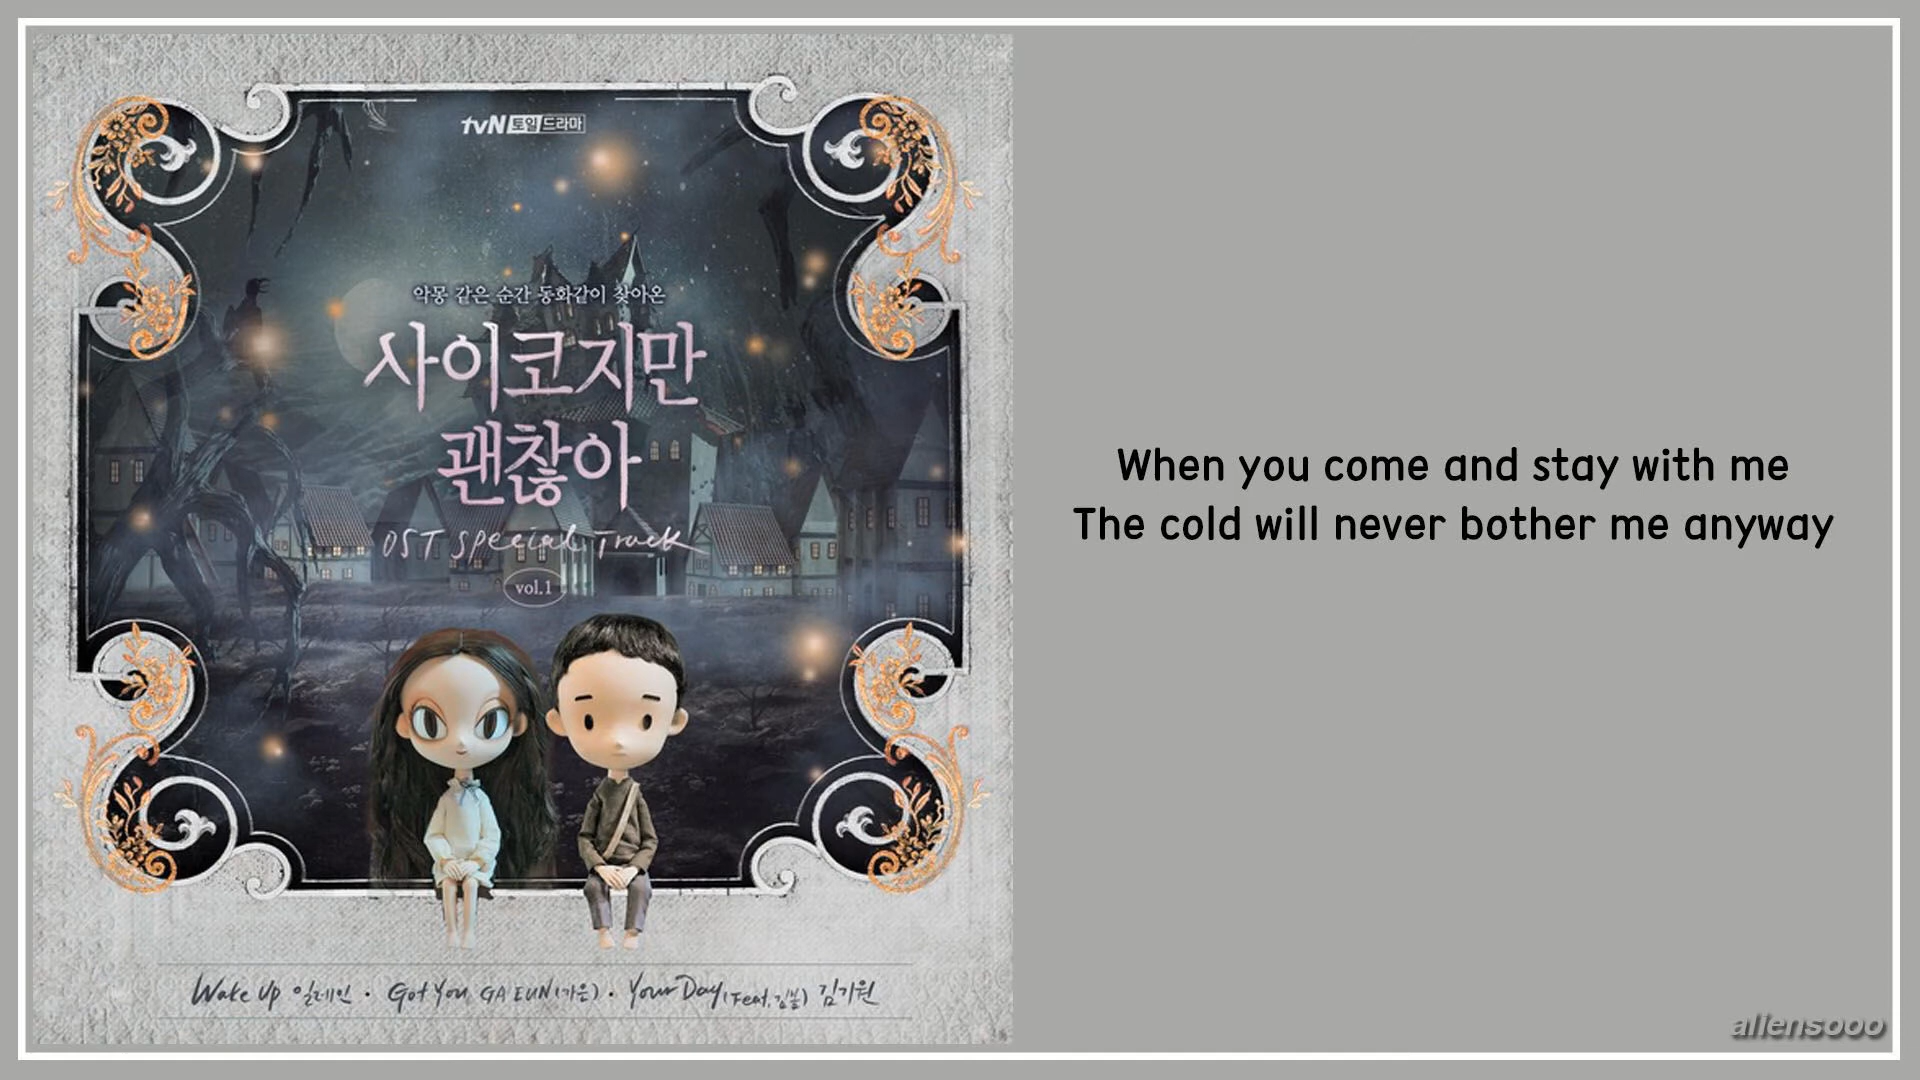 tvN 토일드라마
악몽 같은 순간 동화같이 찾아온
사이코지만
괜찮아
OST Special Track
vol.1
Wake Up 일레인 · Got You GA EUN(가은) · Your Day(Feat.김봄) 김기원
When you come and stay with me
The cold will never bother me anyway
aliensooo